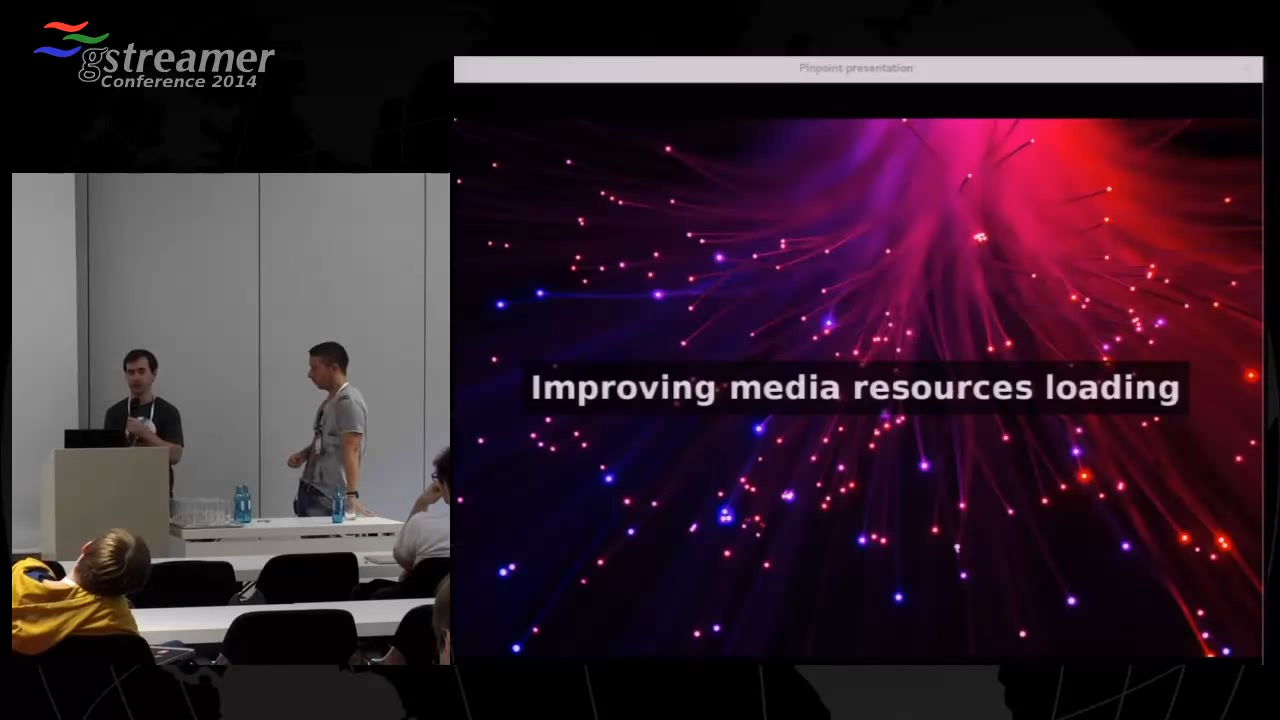 gstreamer
Conference 2014
Pinpoint presentation
Improving media resources loading